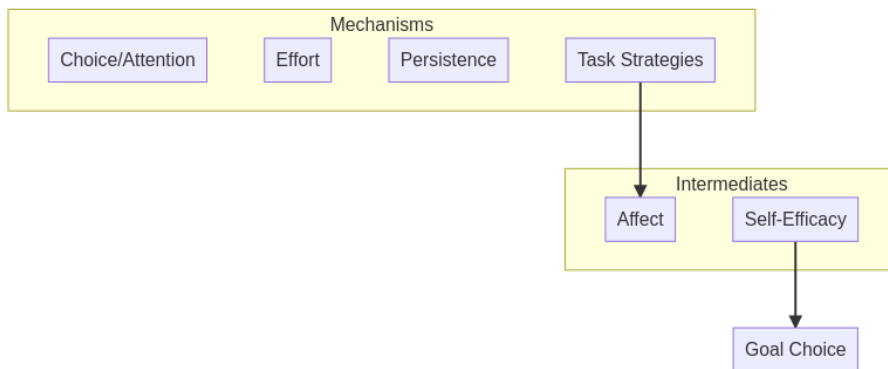 Mechanisms
Choice/Attention
Effort
Persistence
Task Strategies
Intermediates
Affect
Self-Efficacy
Goal Choice